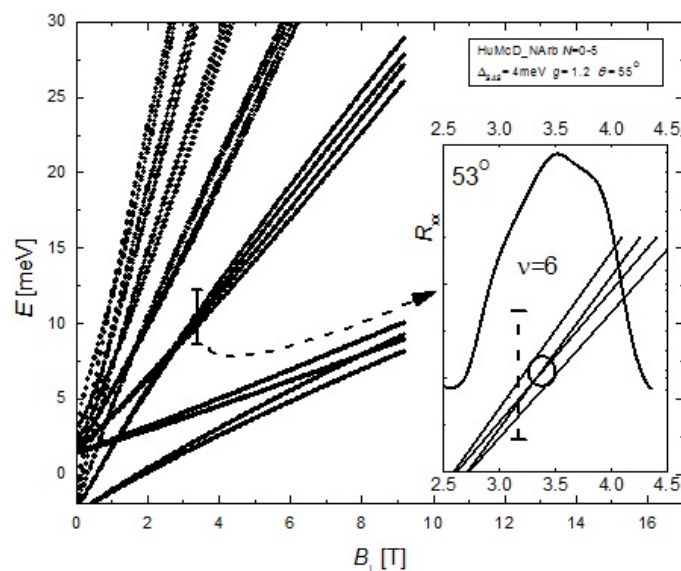 30
25
20
15
10
5
0
E [meV]
0 2 4 6 8 10 12 14 16
B⊥ [T]
HuMcD_NArb N=0-5
Δ_SAS=4meV g=1.2 θ=55°
2.5 3.0 3.5 4.0 4.5
53°
R_xx
ν=6
2.5 3.0 3.5 4.0 4.5